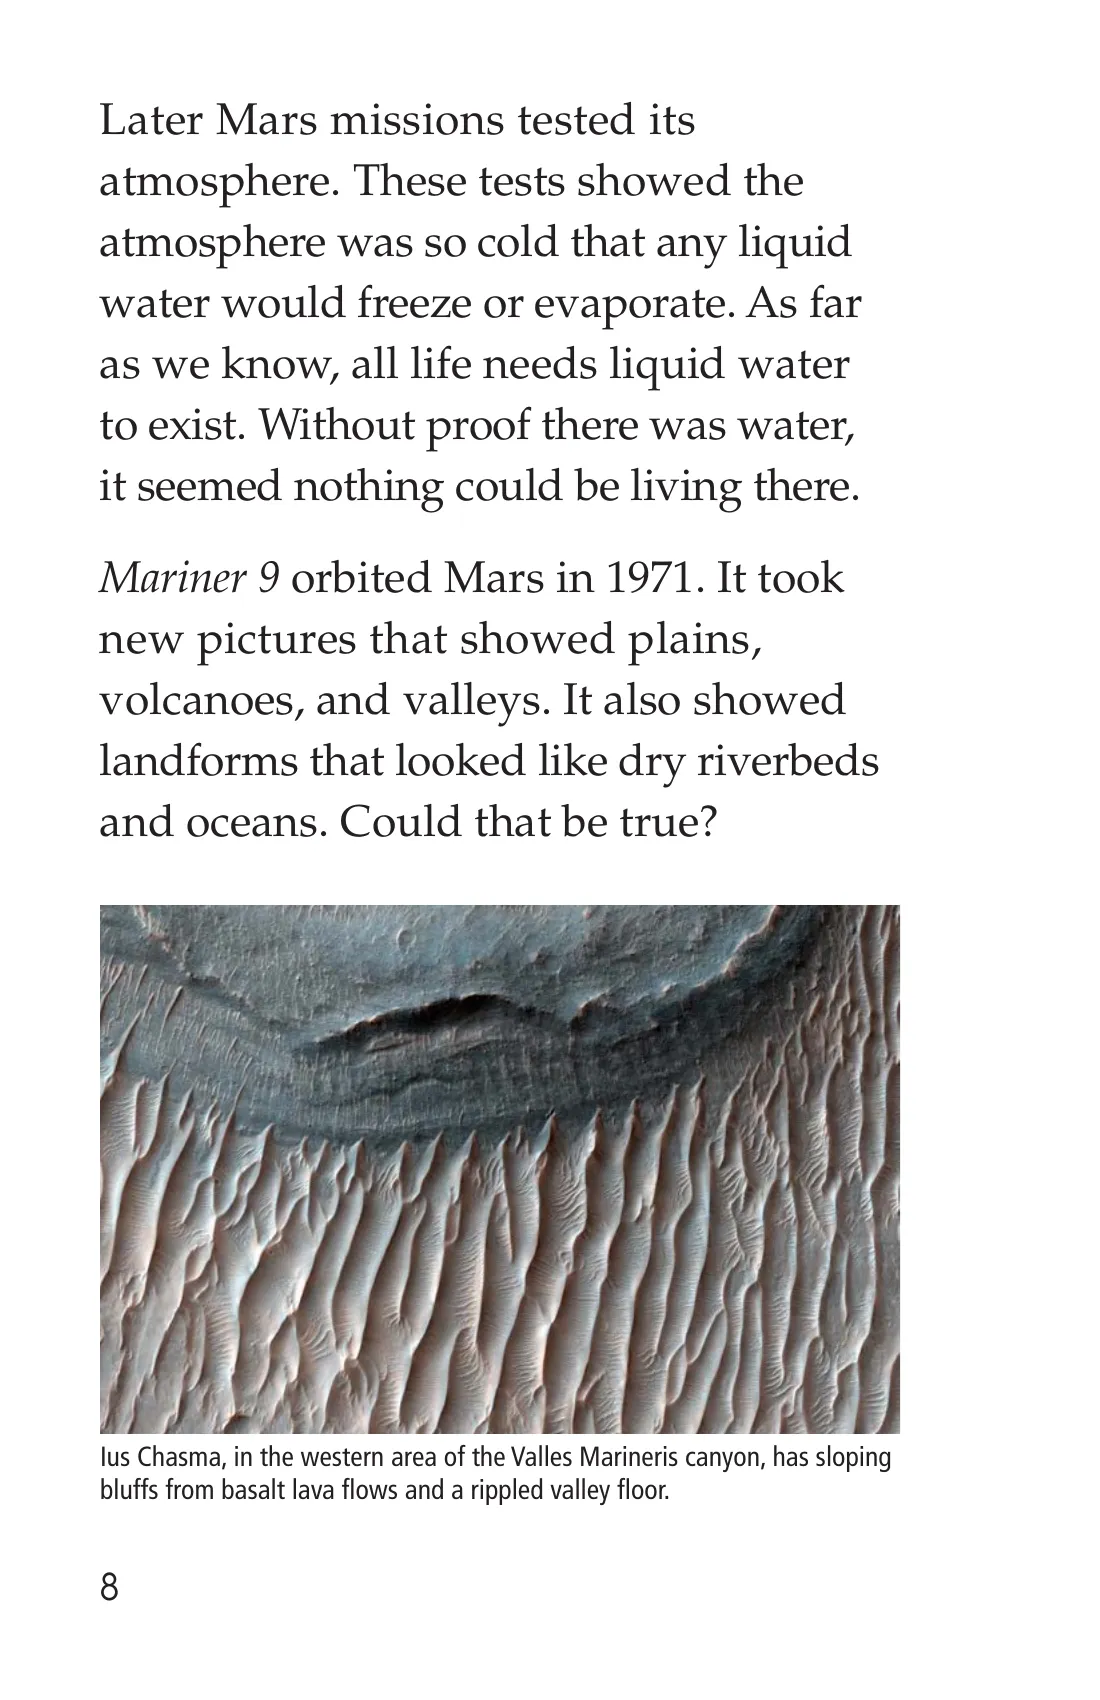 Later Mars missions tested its
atmosphere. These tests showed the
atmosphere was so cold that any liquid
water would freeze or evaporate. As far
as we know, all life needs liquid water
to exist. Without proof there was water,
it seemed nothing could be living there.
Mariner 9 orbited Mars in 1971. It took
new pictures that showed plains,
volcanoes, and valleys. It also showed
landforms that looked like dry riverbeds
and oceans. Could that be true?
Ius Chasma, in the western area of the Valles Marineris canyon, has sloping
bluffs from basalt lava flows and a rippled valley floor.
8